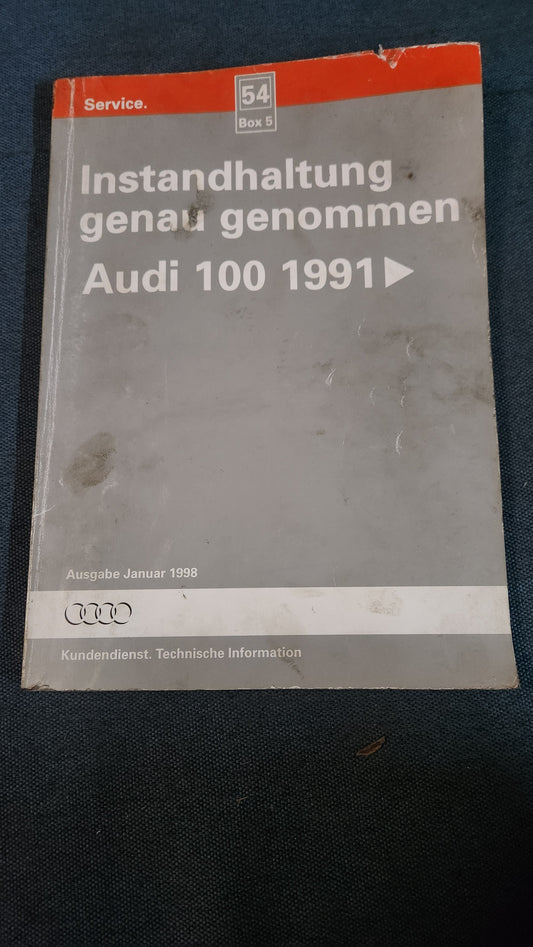 Service.
54
Box 5
Instandhaltung
genau genommen
Audi 100 1991▶
Ausgabe Januar 1998
Kundendienst. Technische Information